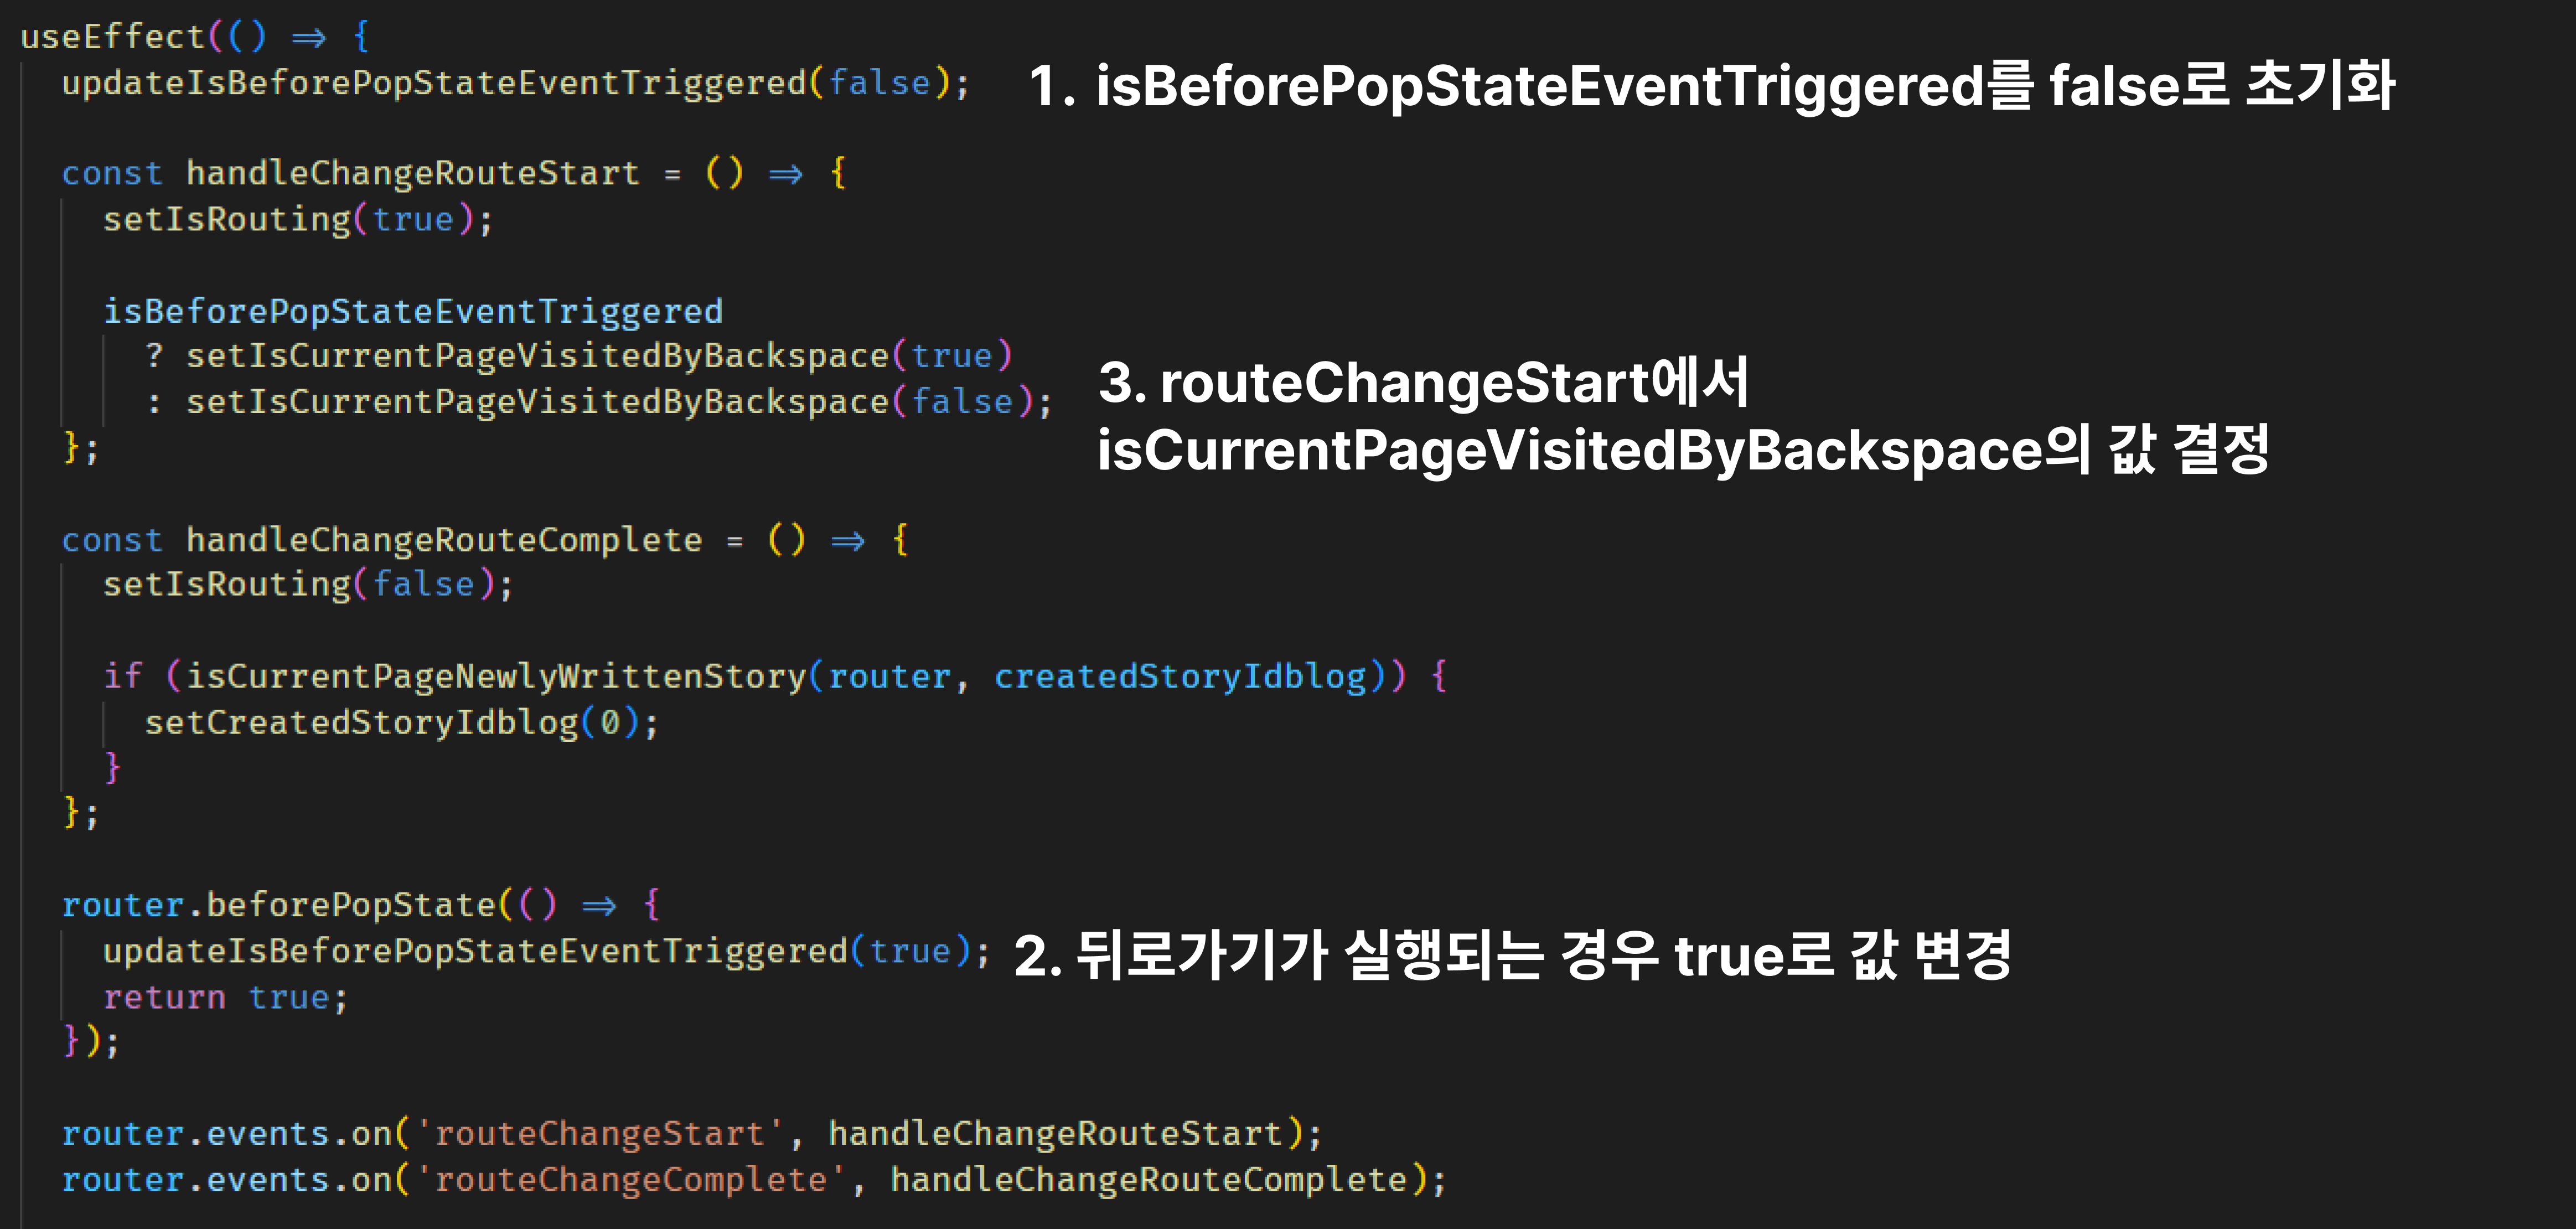 useEffect(() => {
updateIsBeforePopStateEventTriggered(false); 1. isBeforePopStateEventTriggered를 false로 초기화
const handleChangeRouteStart = () => {
setIsRouting(true);
isBeforePopStateEventTriggered
? setIsCurrentPageVisitedByBackspace(true)
: setIsCurrentPageVisitedByBackspace(false);
3. routeChangeStart에서
isCurrentPageVisitedByBackspace의 값 결정
};
const handleChangeRouteComplete = () => {
setIsRouting(false);
if (isCurrentPageNewlyWrittenStory(router, createdStoryIdblog)) {
setCreatedStoryIdblog(0);
}
};
router.beforePopState(() => {
updateIsBeforePopStateEventTriggered(true); 2. 뒤로가기가 실행되는 경우 true로 값 변경
return true;
});
router.events.on('routeChangeStart', handleChangeRouteStart);
router.events.on('routeChangeComplete', handleChangeRouteComplete);